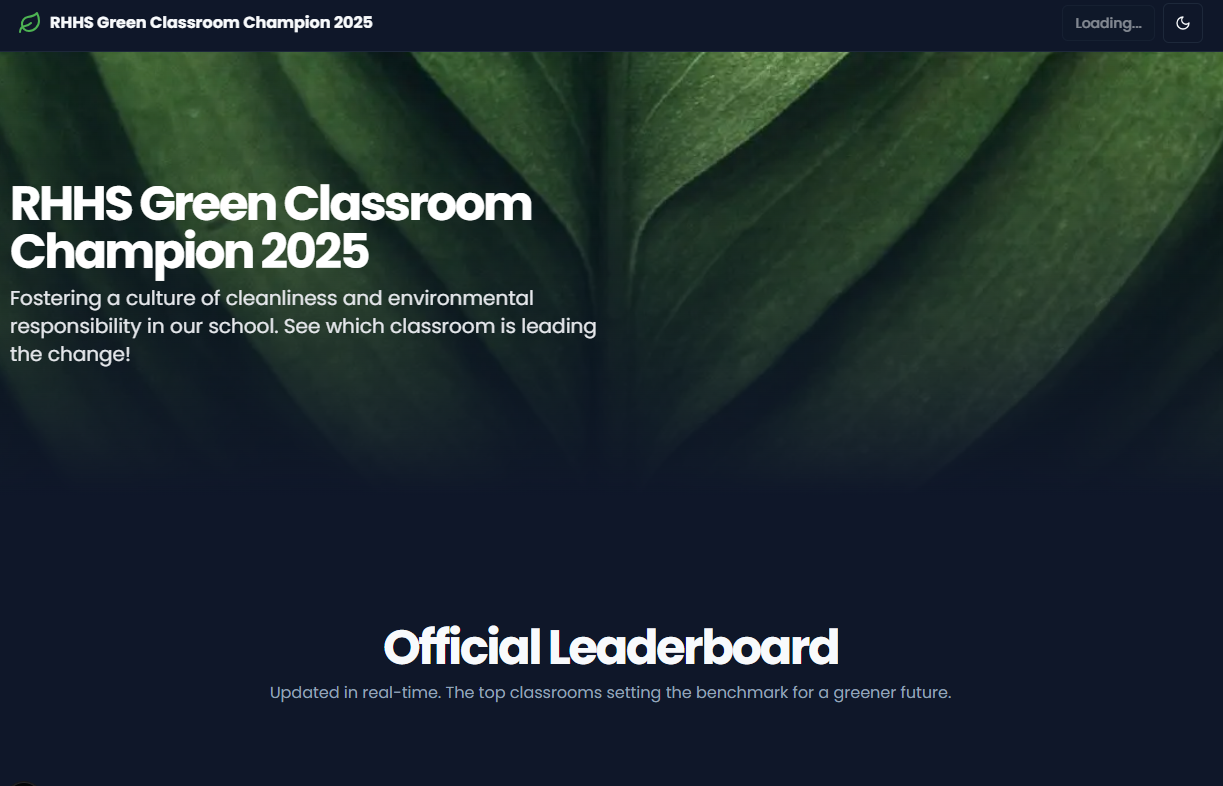 RHHS Green Classroom Champion 2025
Loading...
RHHS Green Classroom
Champion 2025
Fostering a culture of cleanliness and environmental
responsibility in our school. See which classroom is leading
the change!
Official Leaderboard
Updated in real-time. The top classrooms setting the benchmark for a greener future.